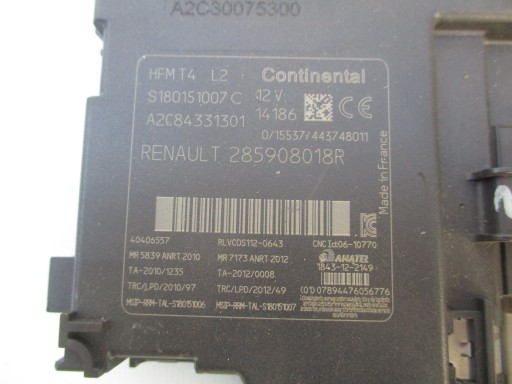 A2C30075300
HFM T4 L2 Continental
S180151007 C 12 V
A2C84331301 14186 CE
0/15537r443748011
RENAULT 285908018R
Made in France
40406557 RLVCDS112-0643 CNC Id:06-10770
MR 5839 ANRT 2010 MR 7173 ANRT 2012 ANATEL
TA-2010/1235 TA-2012/0008 1843-12-2149
TRC/LPD/2010/97 TRC/LPD/2012/49 (01) 07894476056776
MSIP-RRM-TAL-S180151006 MSIP-RRM-TAL-S180151007